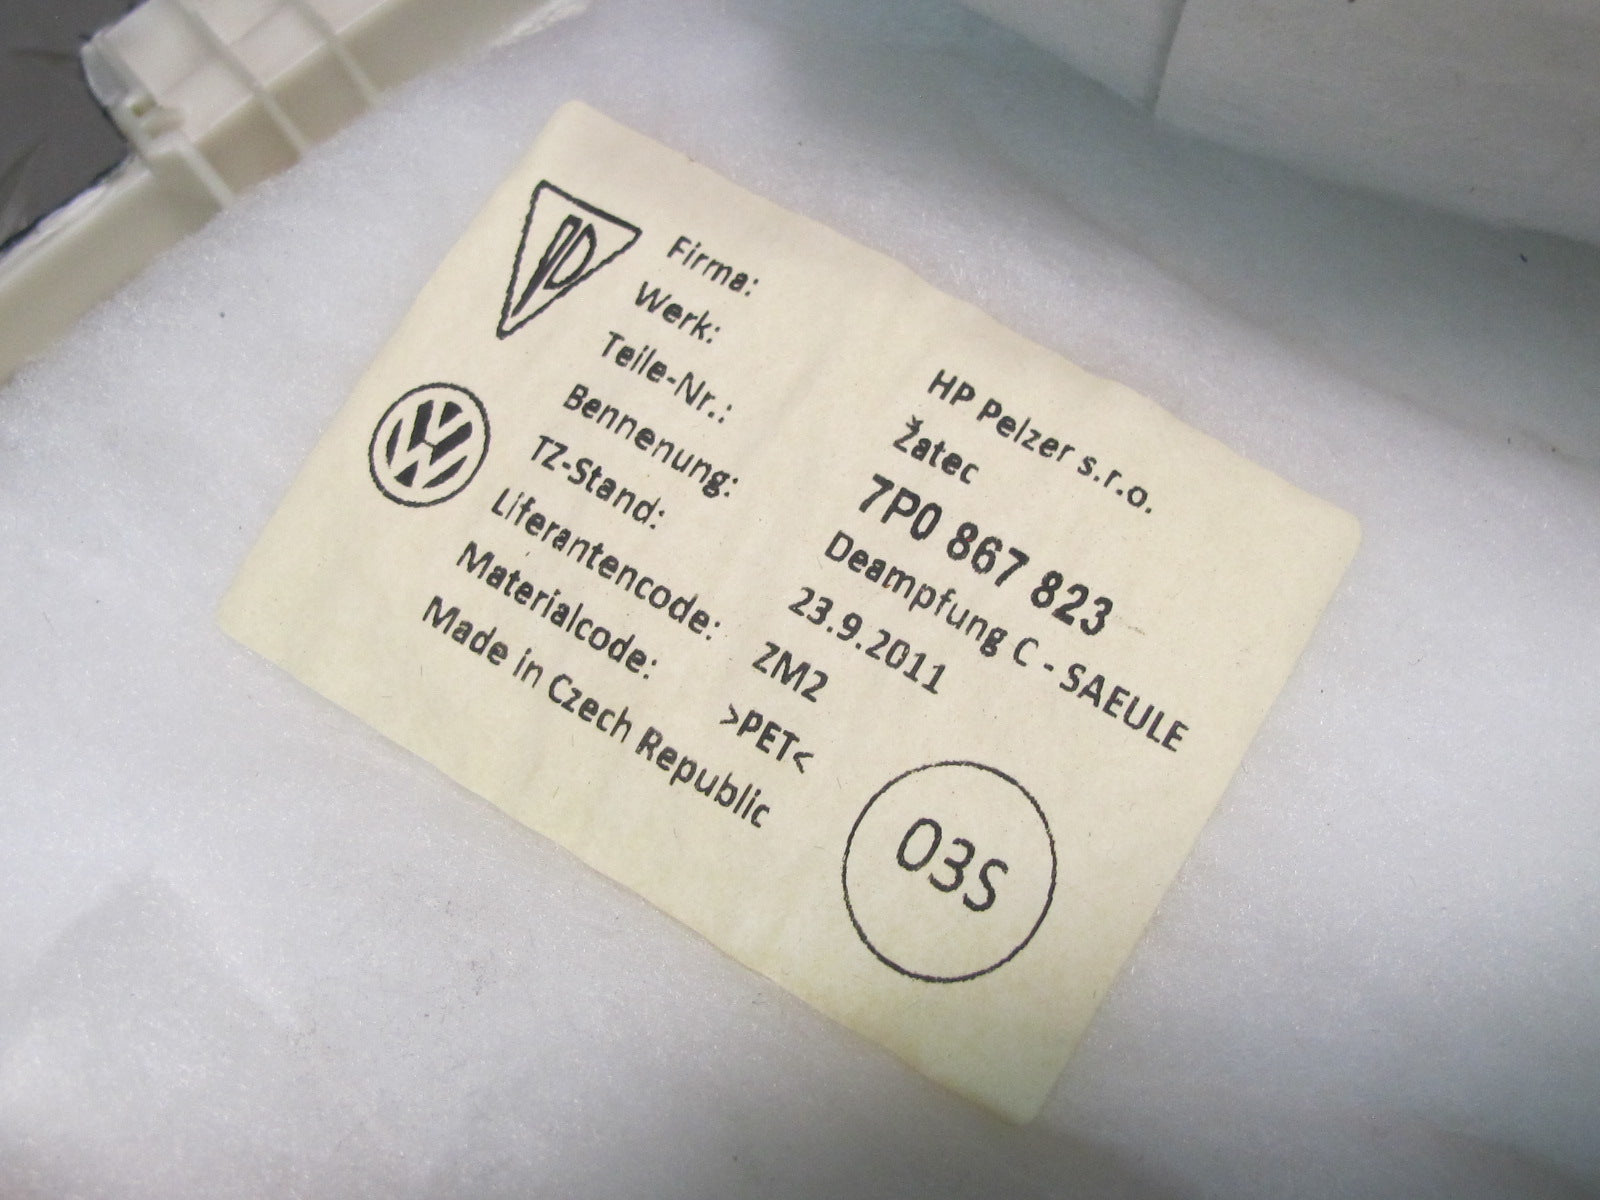 Firma: HP Pelzer s.r.o.
Werk: Žatec
Teile-Nr.: 7P0 867 823
Bennenung: Deampfung C - SAEULE
TZ-Stand: 23.9.2011
Liferantencode: ZM2
Materialcode: >PET<
Made in Czech Republic
03S